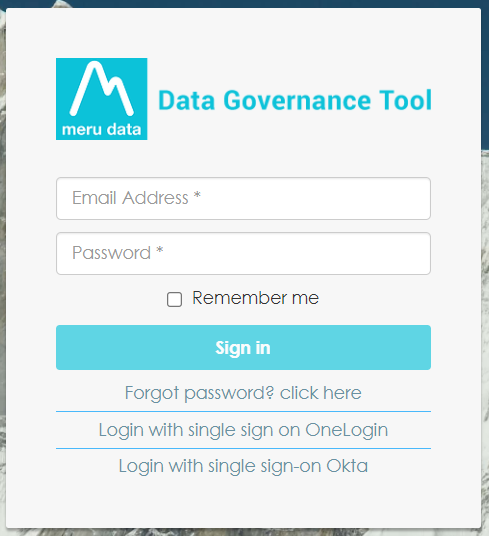 meru data
Data Governance Tool
Email Address *
Password *
Remember me
Sign in
Forgot password? click here
Login with single sign on OneLogin
Login with single sign-on Okta